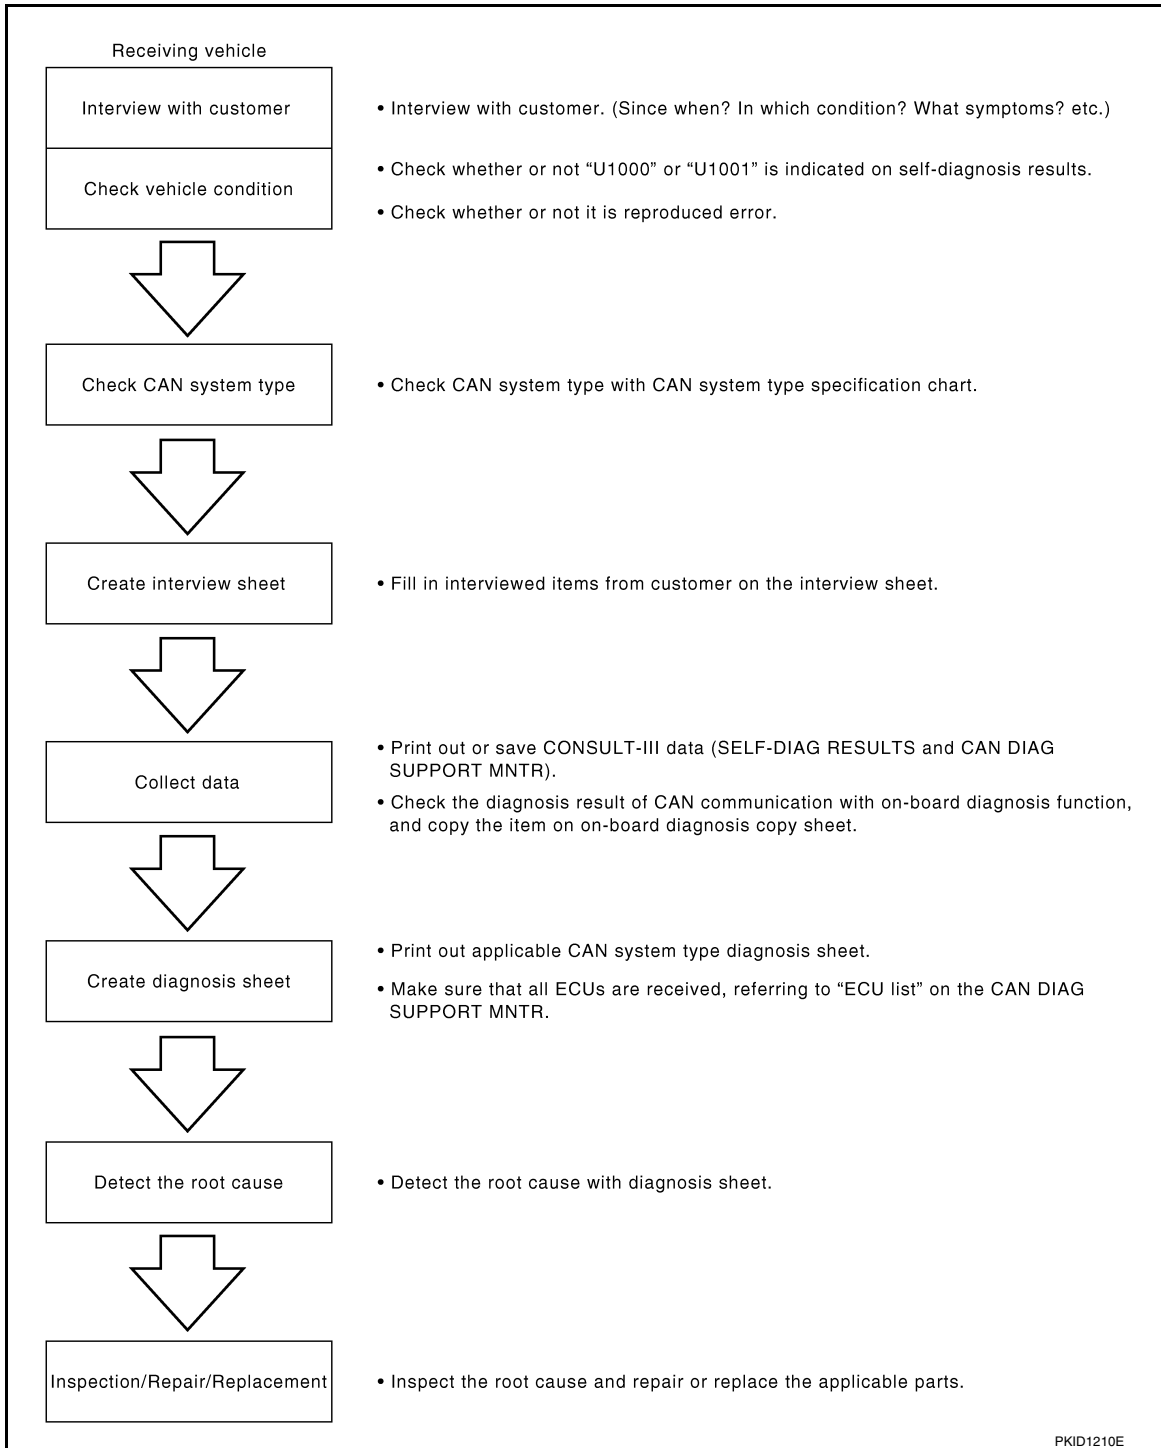 Receiving vehicle
Interview with customer
• Interview with customer. (Since when? In which condition? What symptoms? etc.)
Check vehicle condition
• Check whether or not “U1000” or “U1001” is indicated on self-diagnosis results.
• Check whether or not it is reproduced error.
Check CAN system type
• Check CAN system type with CAN system type specification chart.
Create interview sheet
• Fill in interviewed items from customer on the interview sheet.
Collect data
• Print out or save CONSULT-III data (SELF-DIAG RESULTS and CAN DIAG
SUPPORT MNTR).
• Check the diagnosis result of CAN communication with on-board diagnosis function,
and copy the item on on-board diagnosis copy sheet.
Create diagnosis sheet
• Print out applicable CAN system type diagnosis sheet.
• Make sure that all ECUs are received, referring to “ECU list” on the CAN DIAG
SUPPORT MNTR.
Detect the root cause
• Detect the root cause with diagnosis sheet.
Inspection/Repair/Replacement
• Inspect the root cause and repair or replace the applicable parts.
PKID1210E